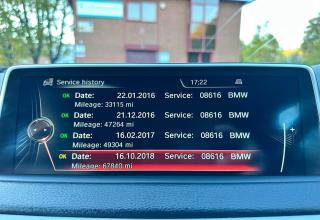 Service history 17:22
OK Date: 22.01.2016 Service: 08616 BMW
Mileage: 33115 mi
OK Date: 21.12.2016 Service: 08616 BMW
Mileage: 47264 mi
OK Date: 16.02.2017 Service: 08616 BMW
Mileage: 49304 mi
OK Date: 16.10.2018 Service: 08616 BMW
Mileage: 67840 mi